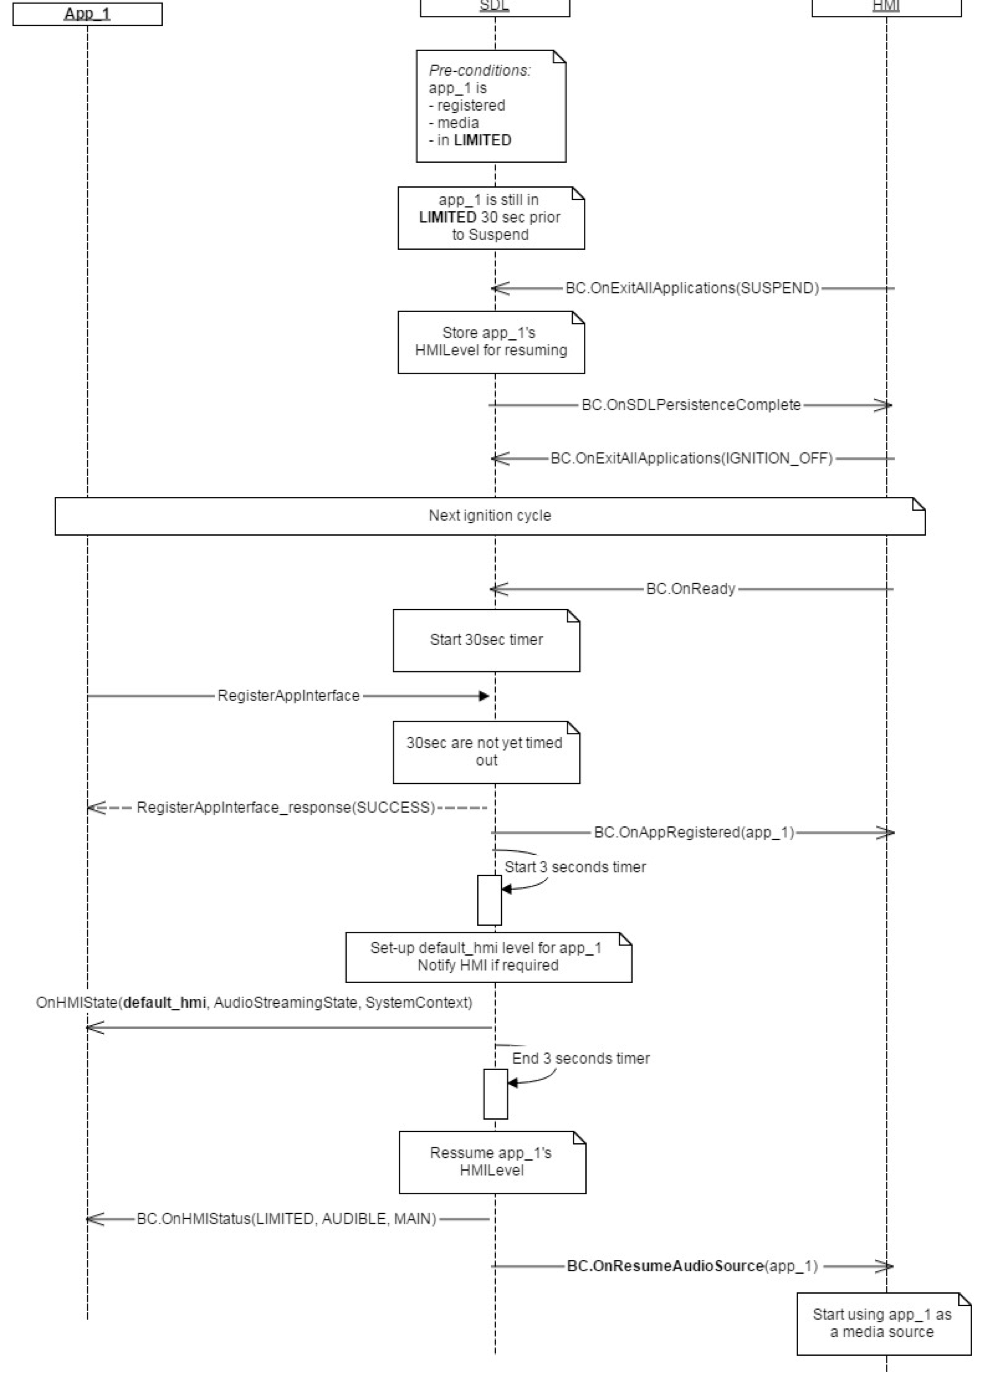 App_1
SDL
HMI
Pre-conditions:
app_1 is
- registered
- media
- in LIMITED
app_1 is still in
LIMITED 30 sec prior
to Suspend
BC.OnExitAllApplications(SUSPEND)
Store app_1's
HMILevel for resuming
BC.OnSDLPersistenceComplete
BC.OnExitAllApplications(IGNITION_OFF)
Next ignition cycle
BC.OnReady
Start 30sec timer
RegisterAppInterface
30sec are not yet timed
out
RegisterAppInterface_response(SUCCESS)
BC.OnAppRegistered(app_1)
Start 3 seconds timer
Set-up default_hmi level for app_1
Notify HMI if required
OnHMIState(default_hmi, AudioStreamingState, SystemContext)
End 3 seconds timer
Ressume app_1's
HMILevel
BC.OnHMIStatus(LIMITED, AUDIBLE, MAIN)
BC.OnResumeAudioSource(app_1)
Start using app_1 as
a media source